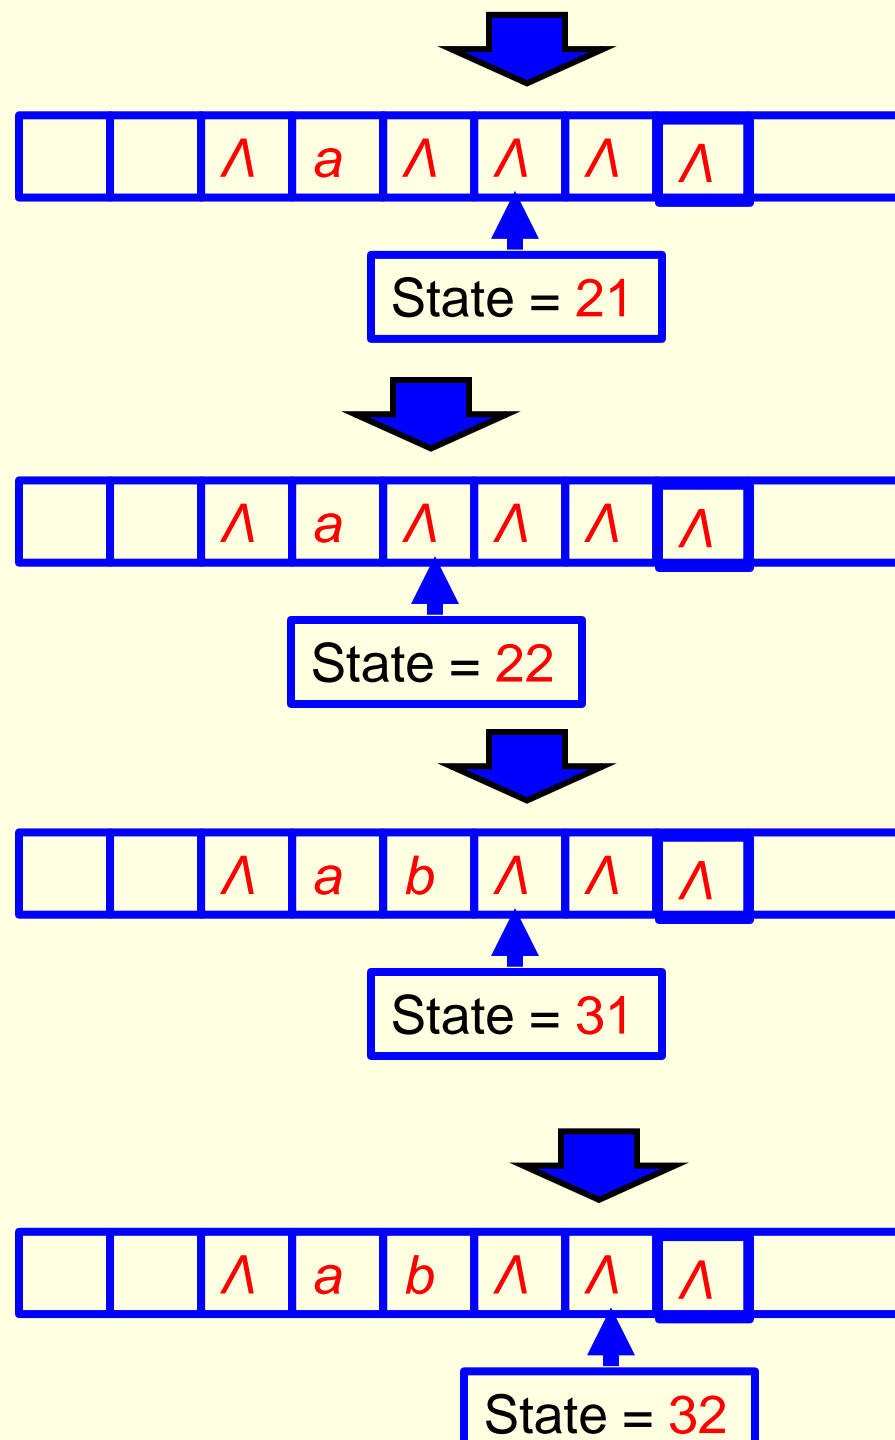 Λ a Λ Λ Λ Λ
State = 21
Λ a Λ Λ Λ Λ
State = 22
Λ a b Λ Λ Λ
State = 31
Λ a b Λ Λ Λ
State = 32